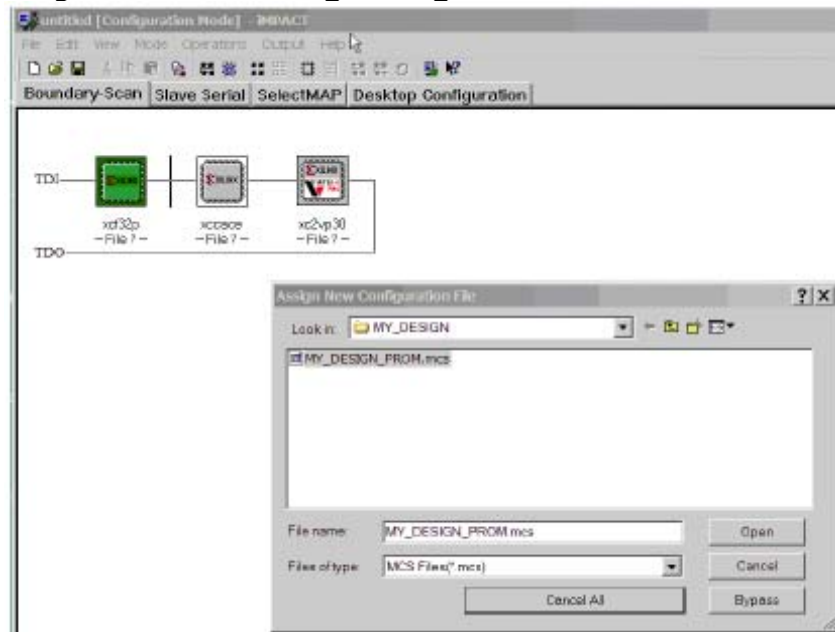 untitled [Configuration Mode] - iMPACT
File Edit View Mode Operations Output Help
Boundary-Scan Slave Serial SelectMAP Desktop Configuration
TDI
xcf32p xccace xc2vp30
-File ?- -File ?- -File ?-
TDO
Assign New Configuration File
Look in: MY_DESIGN
MY_DESIGN_PROM.mcs
File name: MY_DESIGN_PROM.mcs Open
Files of type: MCS Files(*.mcs) Cancel
Cancel All Bypass